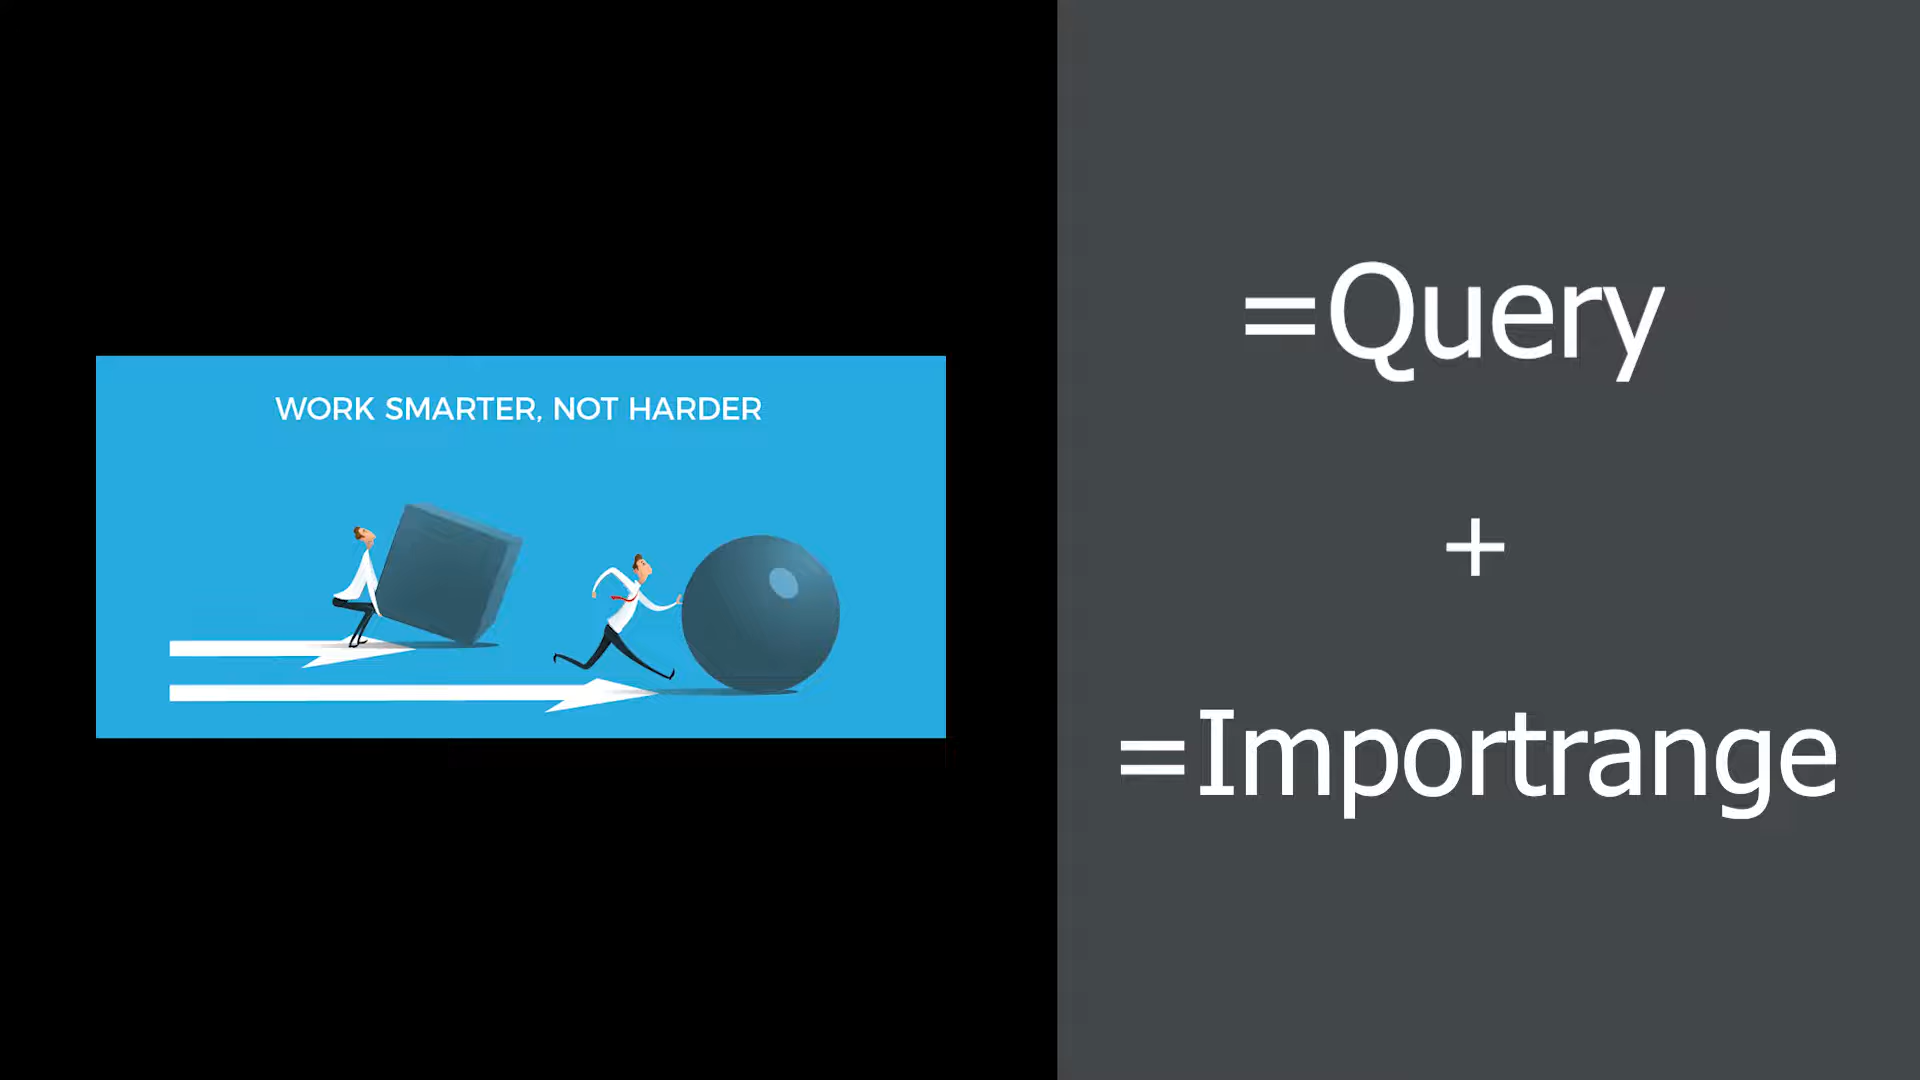 WORK SMARTER, NOT HARDER
=Query
+
=Importrange